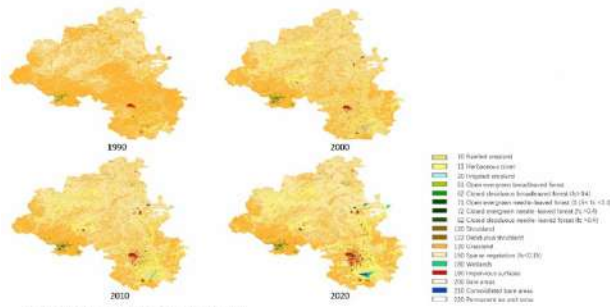 1990
2000
2010
2020
10 Rainfed cropland
11 Herbaceous cover
20 Irrigated cropland
51 Open evergreen broadleaved forest
62 Closed deciduous broadleaved forest
71 Open evergreen needle-leaved forest
72 Closed evergreen needle-leaved forest
82 Closed deciduous needle-leaved forest
120 Shrubland
122 Deciduous shrubland
130 Grassland
150 Sparse vegetation
180 Wetlands
190 Impervious surfaces
200 Bare areas
201 Consolidated bare areas
220 Permanent ice and snow